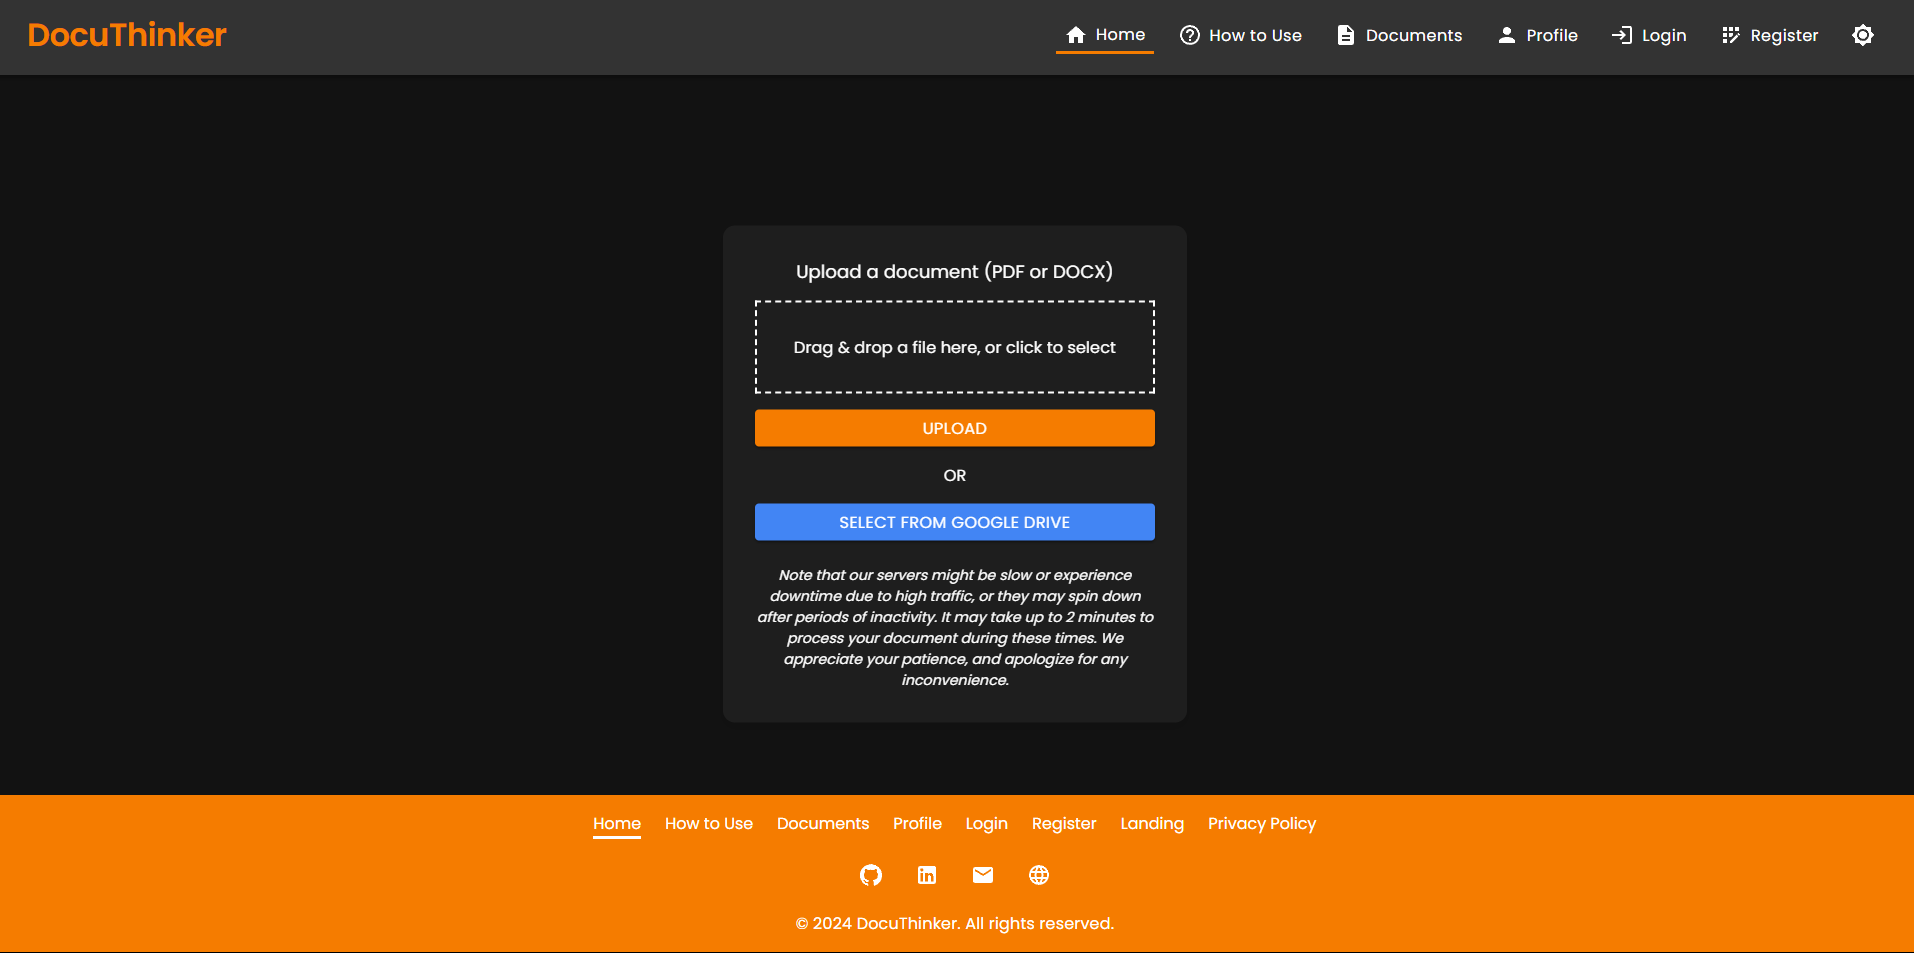 DocuThinker
Home
How to Use
Documents
Profile
Login
Register
Upload a document (PDF or DOCX)
Drag & drop a file here, or click to select
UPLOAD
OR
SELECT FROM GOOGLE DRIVE
Note that our servers might be slow or experience
downtime due to high traffic, or they may spin down
after periods of inactivity. It may take up to 2 minutes to
process your document during these times. We
appreciate your patience, and apologize for any
inconvenience.
Home
How to Use
Documents
Profile
Login
Register
Landing
Privacy Policy
© 2024 DocuThinker. All rights reserved.